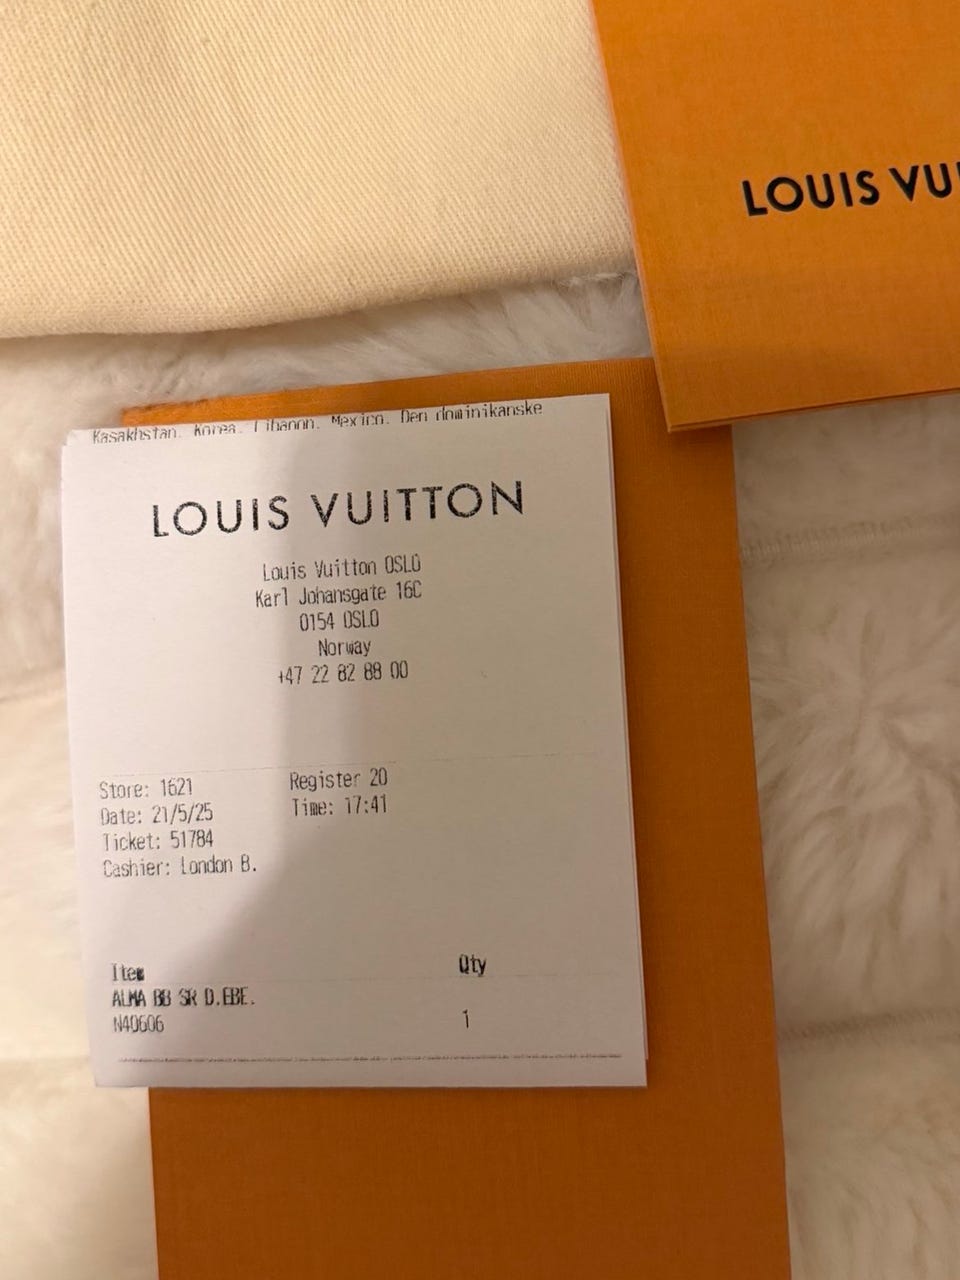 LOUIS VU
Kasakhstan, Korea, Libanon, Mexico, Den dominikanske
LOUIS VUITTON
Louis Vuitton OSLO
Karl Johansgate 16C
0154 OSLO
Norway
+47 22 82 88 00
Store: 1621 Register 20
Date: 21/5/25 Time: 17:41
Ticket: 51784
Cashier: London B.
Item Qty
ALMA BB SR D.EBE.
N40606 1